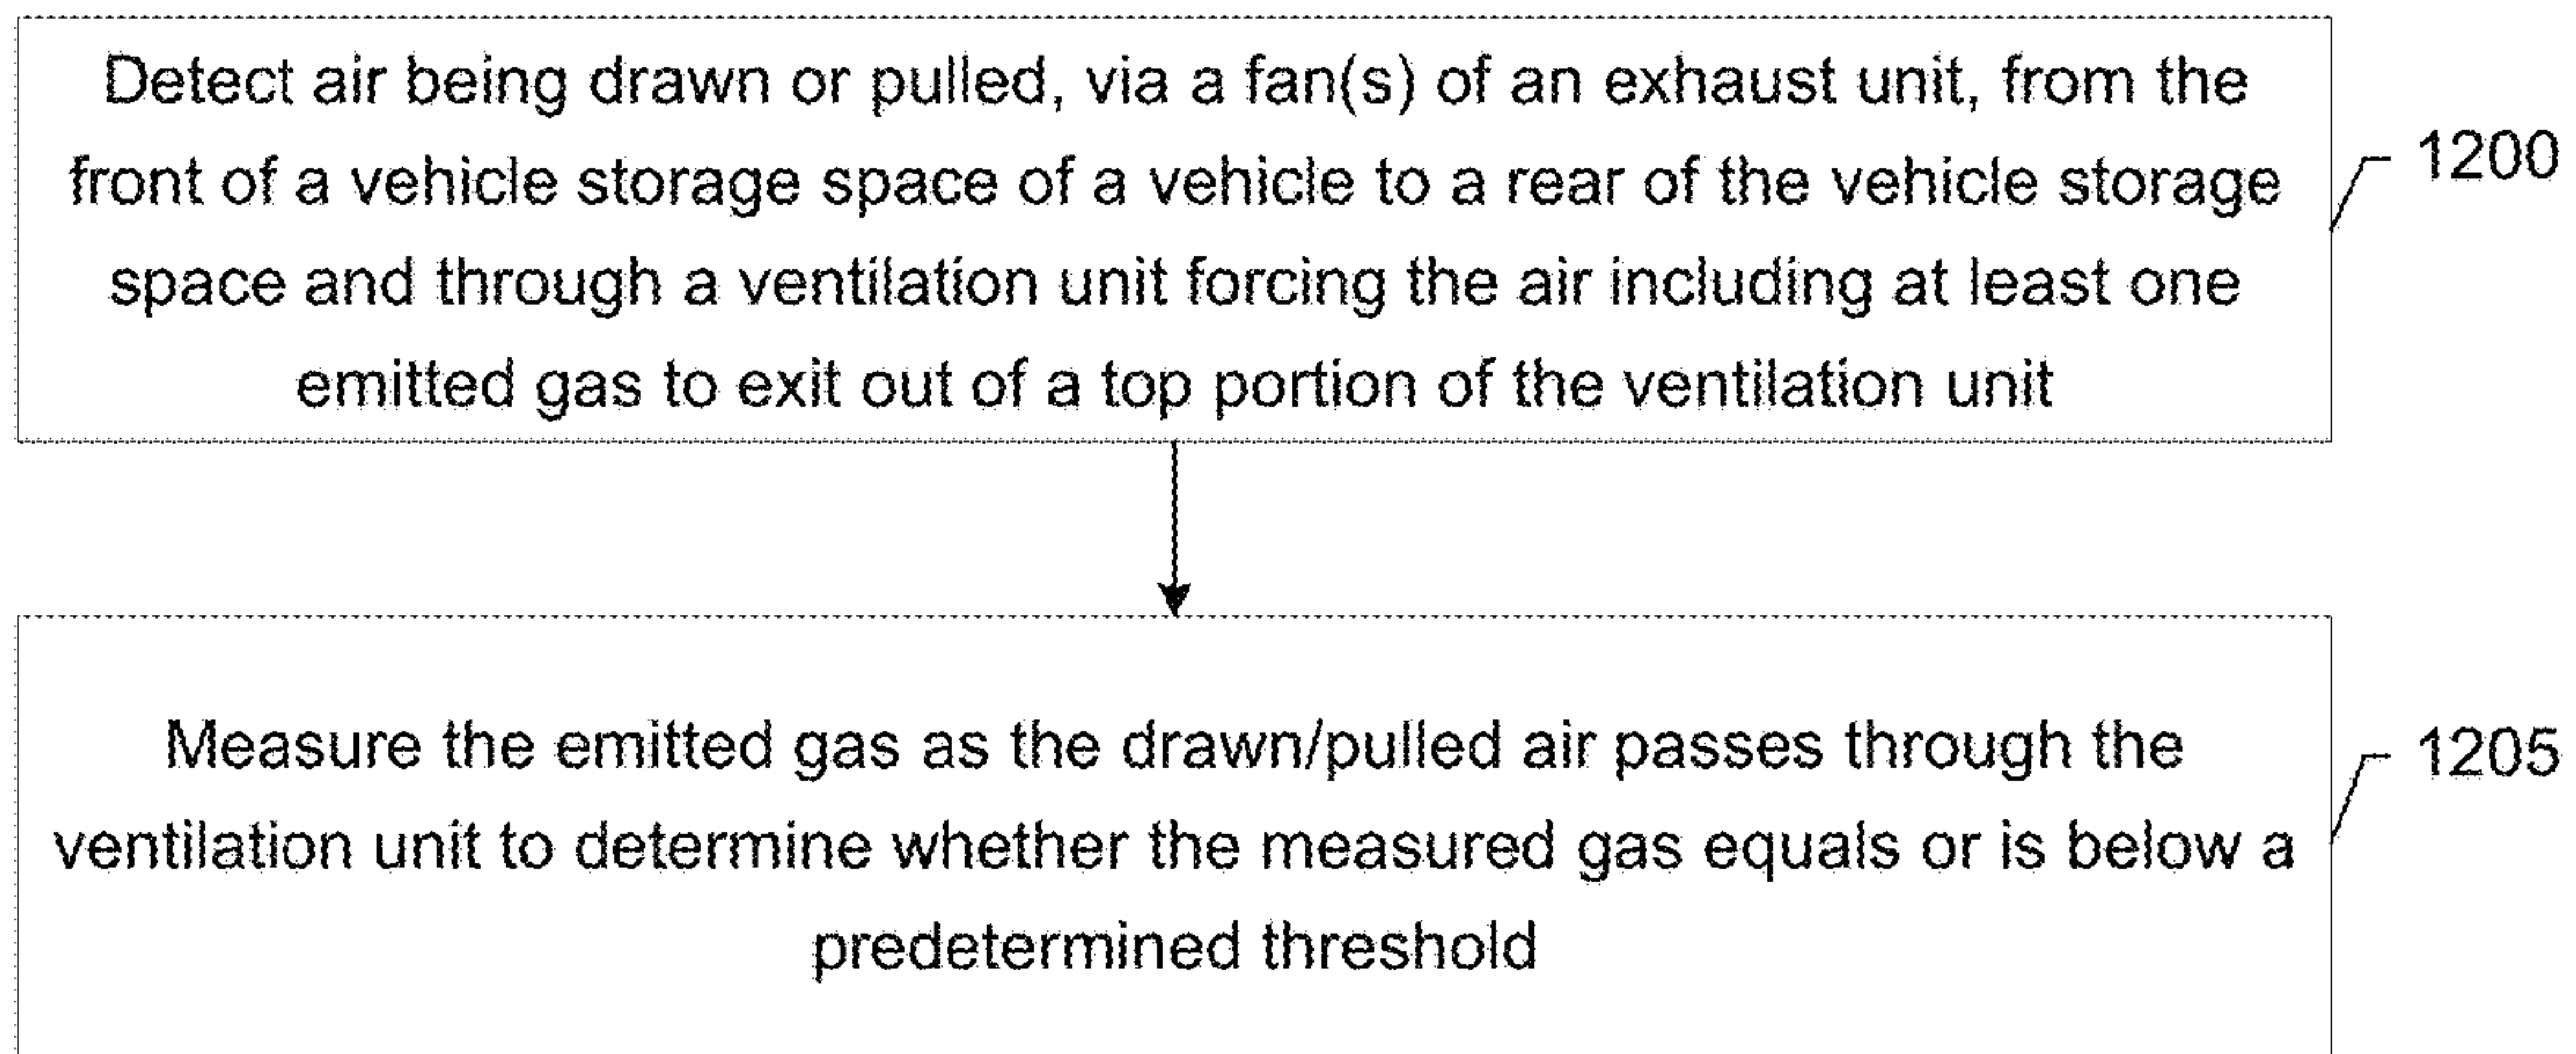 Detect air being drawn or pulled, via a fan(s) of an exhaust unit, from the
front of a vehicle storage space of a vehicle to a rear of the vehicle storage
space and through a ventilation unit forcing the air including at least one
emitted gas to exit out of a top portion of the ventilation unit
1200
Measure the emitted gas as the drawn/pulled air passes through the
ventilation unit to determine whether the measured gas equals or is below a
predetermined threshold
1205